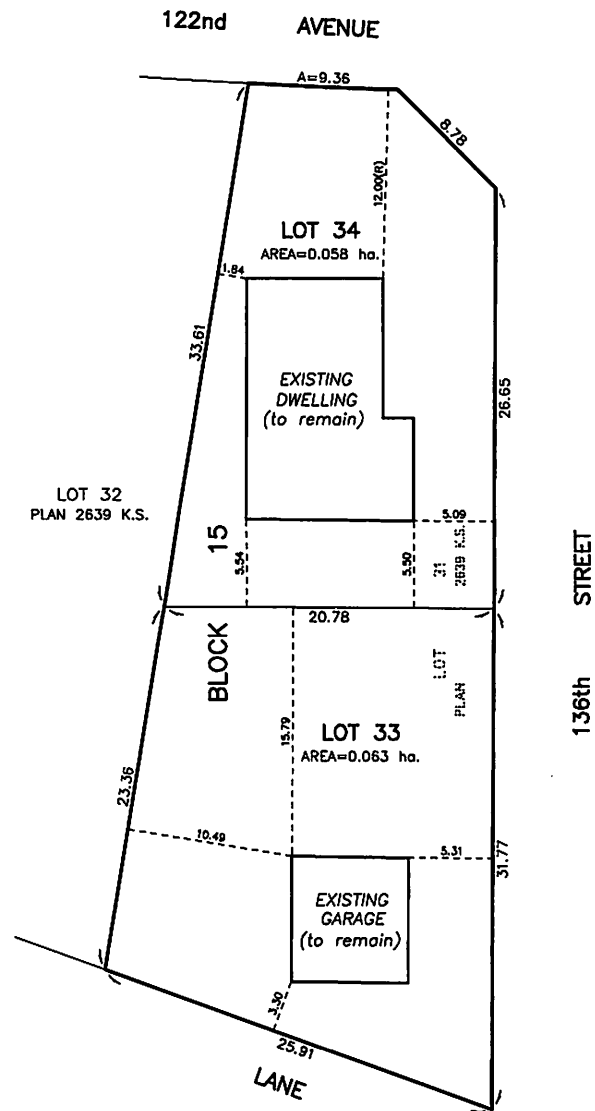 122nd AVENUE
A=9.36
8.78
12.00(R)
LOT 34
AREA=0.058 ha.
1.84
33.61
EXISTING
DWELLING
(to remain)
26.65
LOT 32
PLAN 2639 K.S.
15
5.54
5.50
5.09
31
2639 K.S.
136th STREET
20.78
BLOCK
LOT
PLAN
15.79
LOT 33
AREA=0.063 ha.
23.36
10.49
5.31
31.77
EXISTING
GARAGE
(to remain)
3.30
25.91
LANE